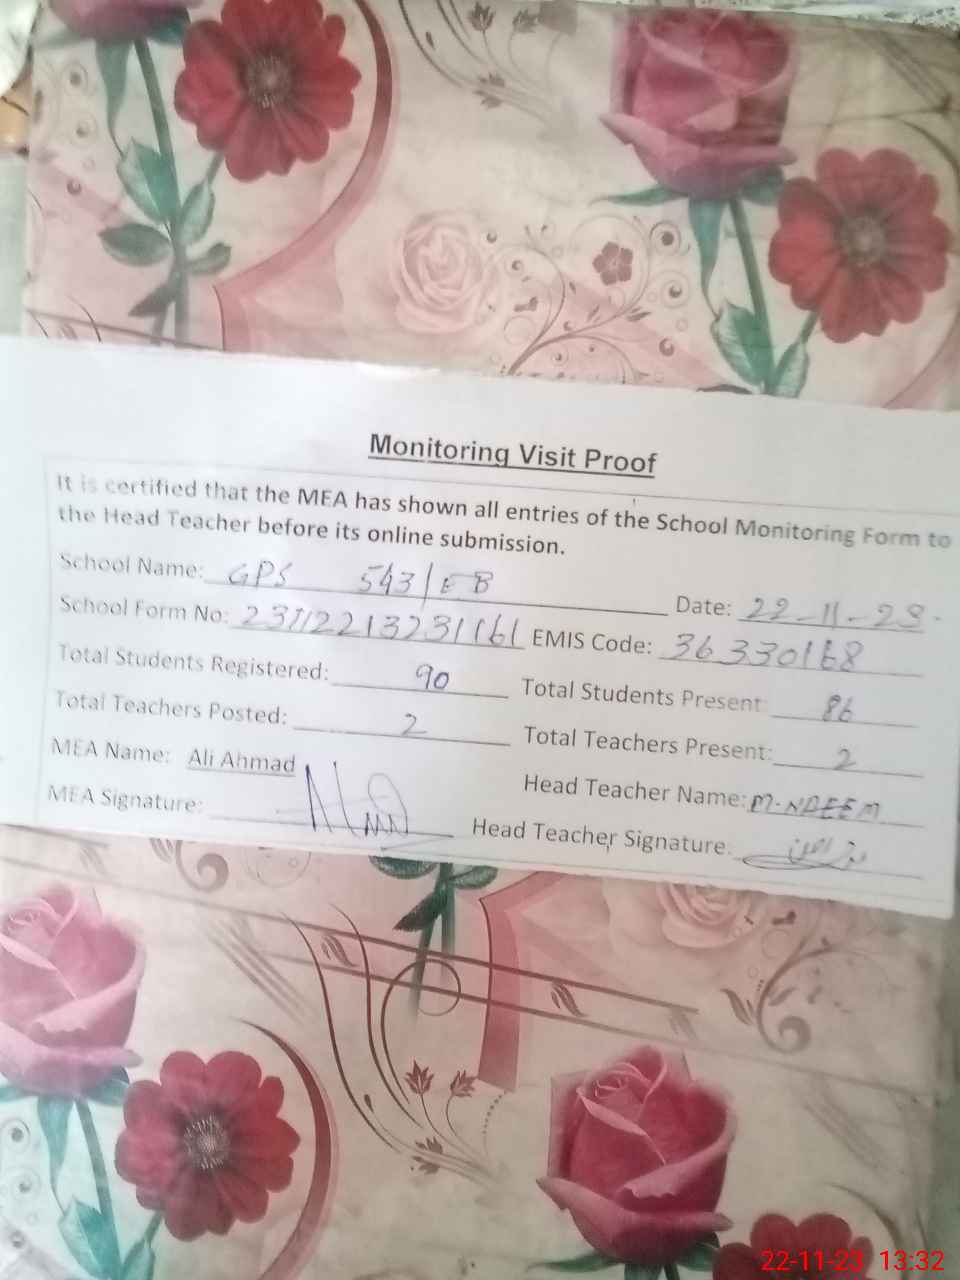 Monitoring Visit Proof
It is certified that the MEA has shown all entries of the School Monitoring Form to
the Head Teacher before its online submission.
School Name: GPS 543/EB Date: 22-11-23.
School Form No: EMIS Code: 36330168
Total Students Registered: 90 Total Students Present: 86
Total Teachers Posted: 2 Total Teachers Present: 2
MEA Name: Ali Ahmad Head Teacher Name: M-NAEEM
MEA Signature: Head Teacher Signature:
22-11-23 13:32